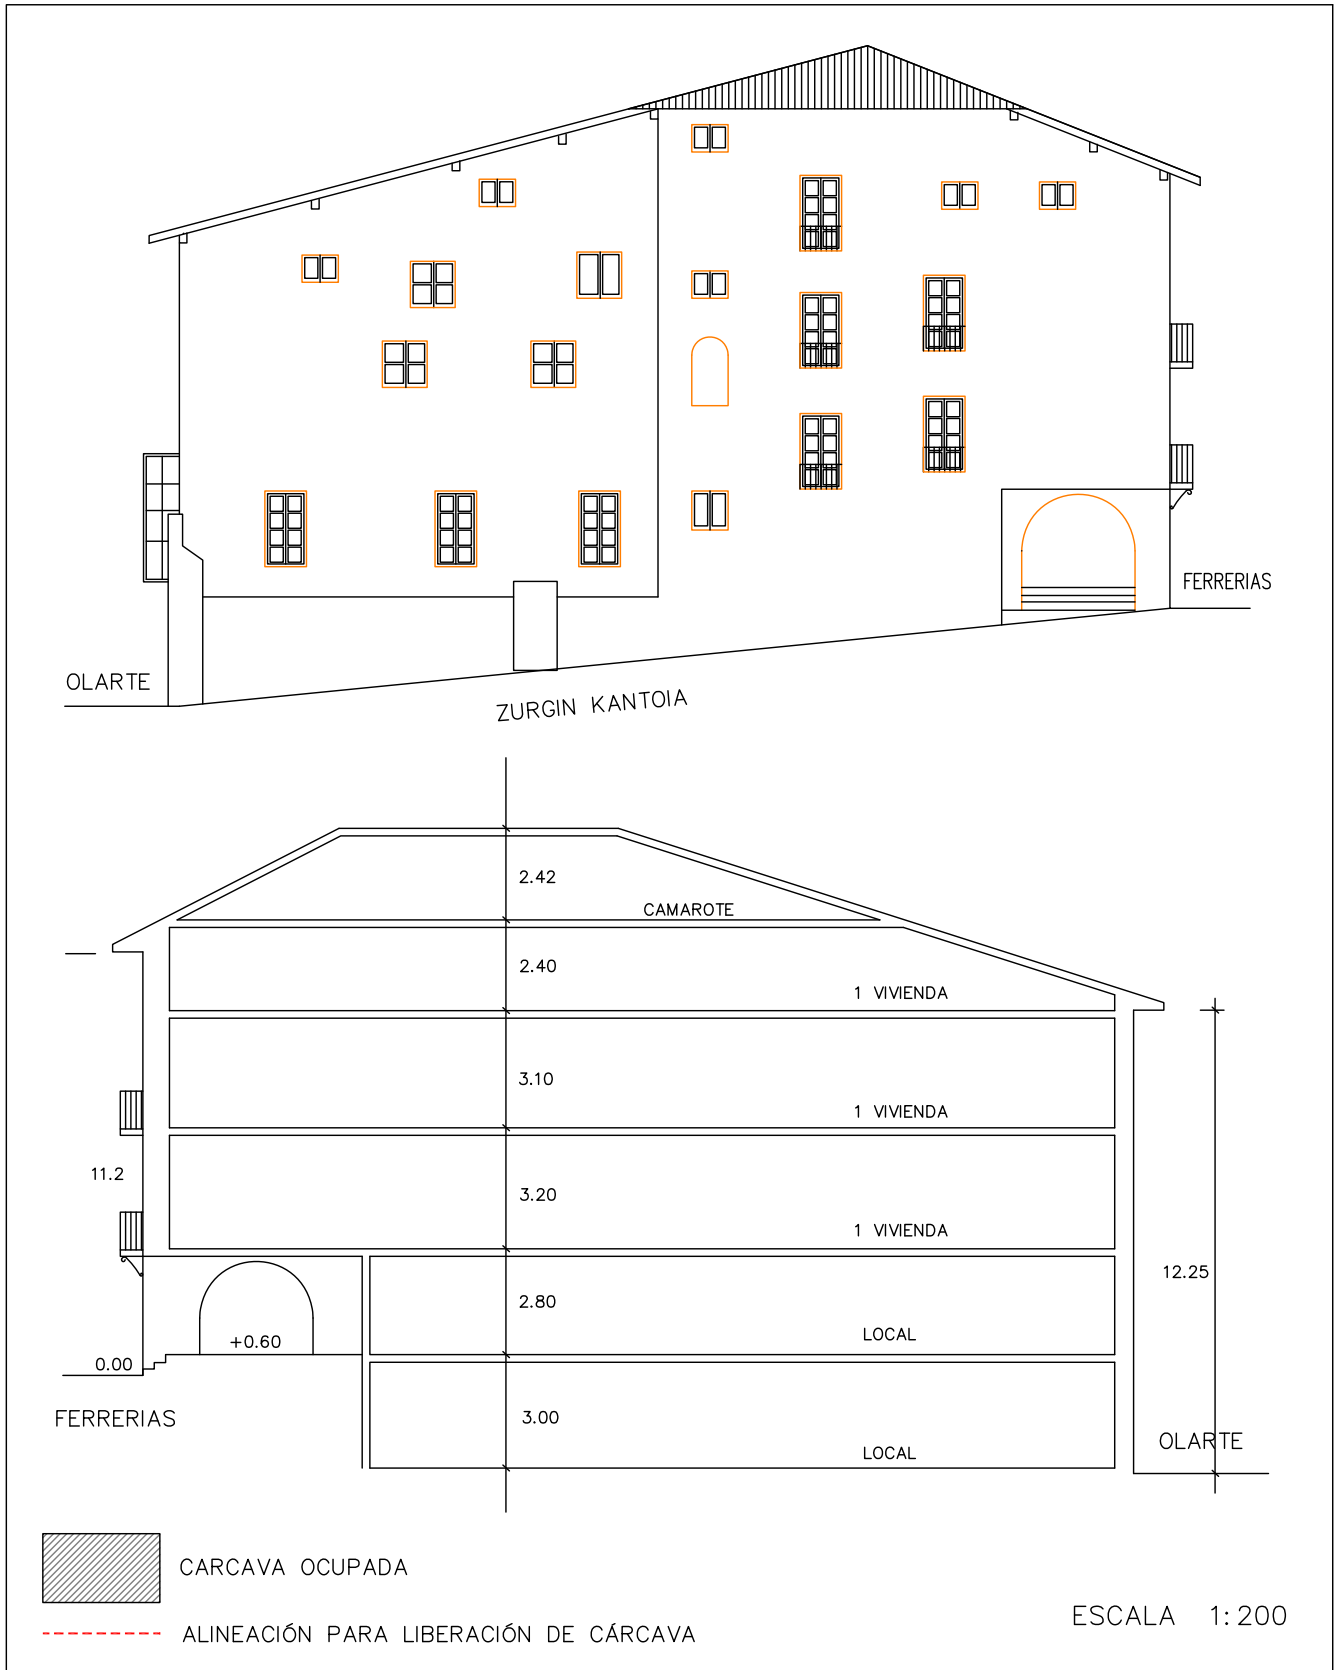 FERRERIAS
OLARTE
ZURGIN KANTOIA
2.42
CAMAROTE
2.40
1 VIVIENDA
3.10
1 VIVIENDA
11.2
3.20
1 VIVIENDA
12.25
2.80
+0.60
LOCAL
0.00
FERRERIAS
3.00
OLARTE
LOCAL
CARCAVA OCUPADA
ESCALA 1:200
ALINEACIÓN PARA LIBERACIÓN DE CÁRCAVA